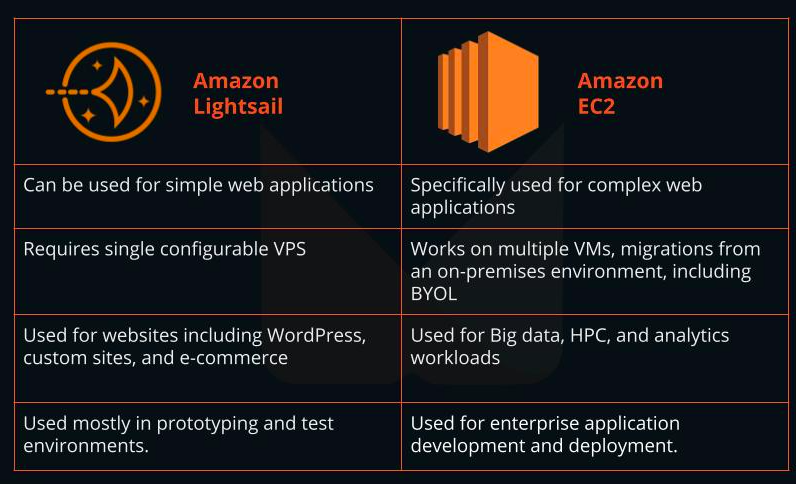 Amazon
Lightsail
Amazon
EC2
Can be used for simple web applications
Specifically used for complex web
applications
Requires single configurable VPS
Works on multiple VMs, migrations from
an on-premises environment, including
BYOL
Used for websites including WordPress,
custom sites, and e-commerce
Used for Big data, HPC, and analytics
workloads
Used mostly in prototyping and test
environments.
Used for enterprise application
development and deployment.